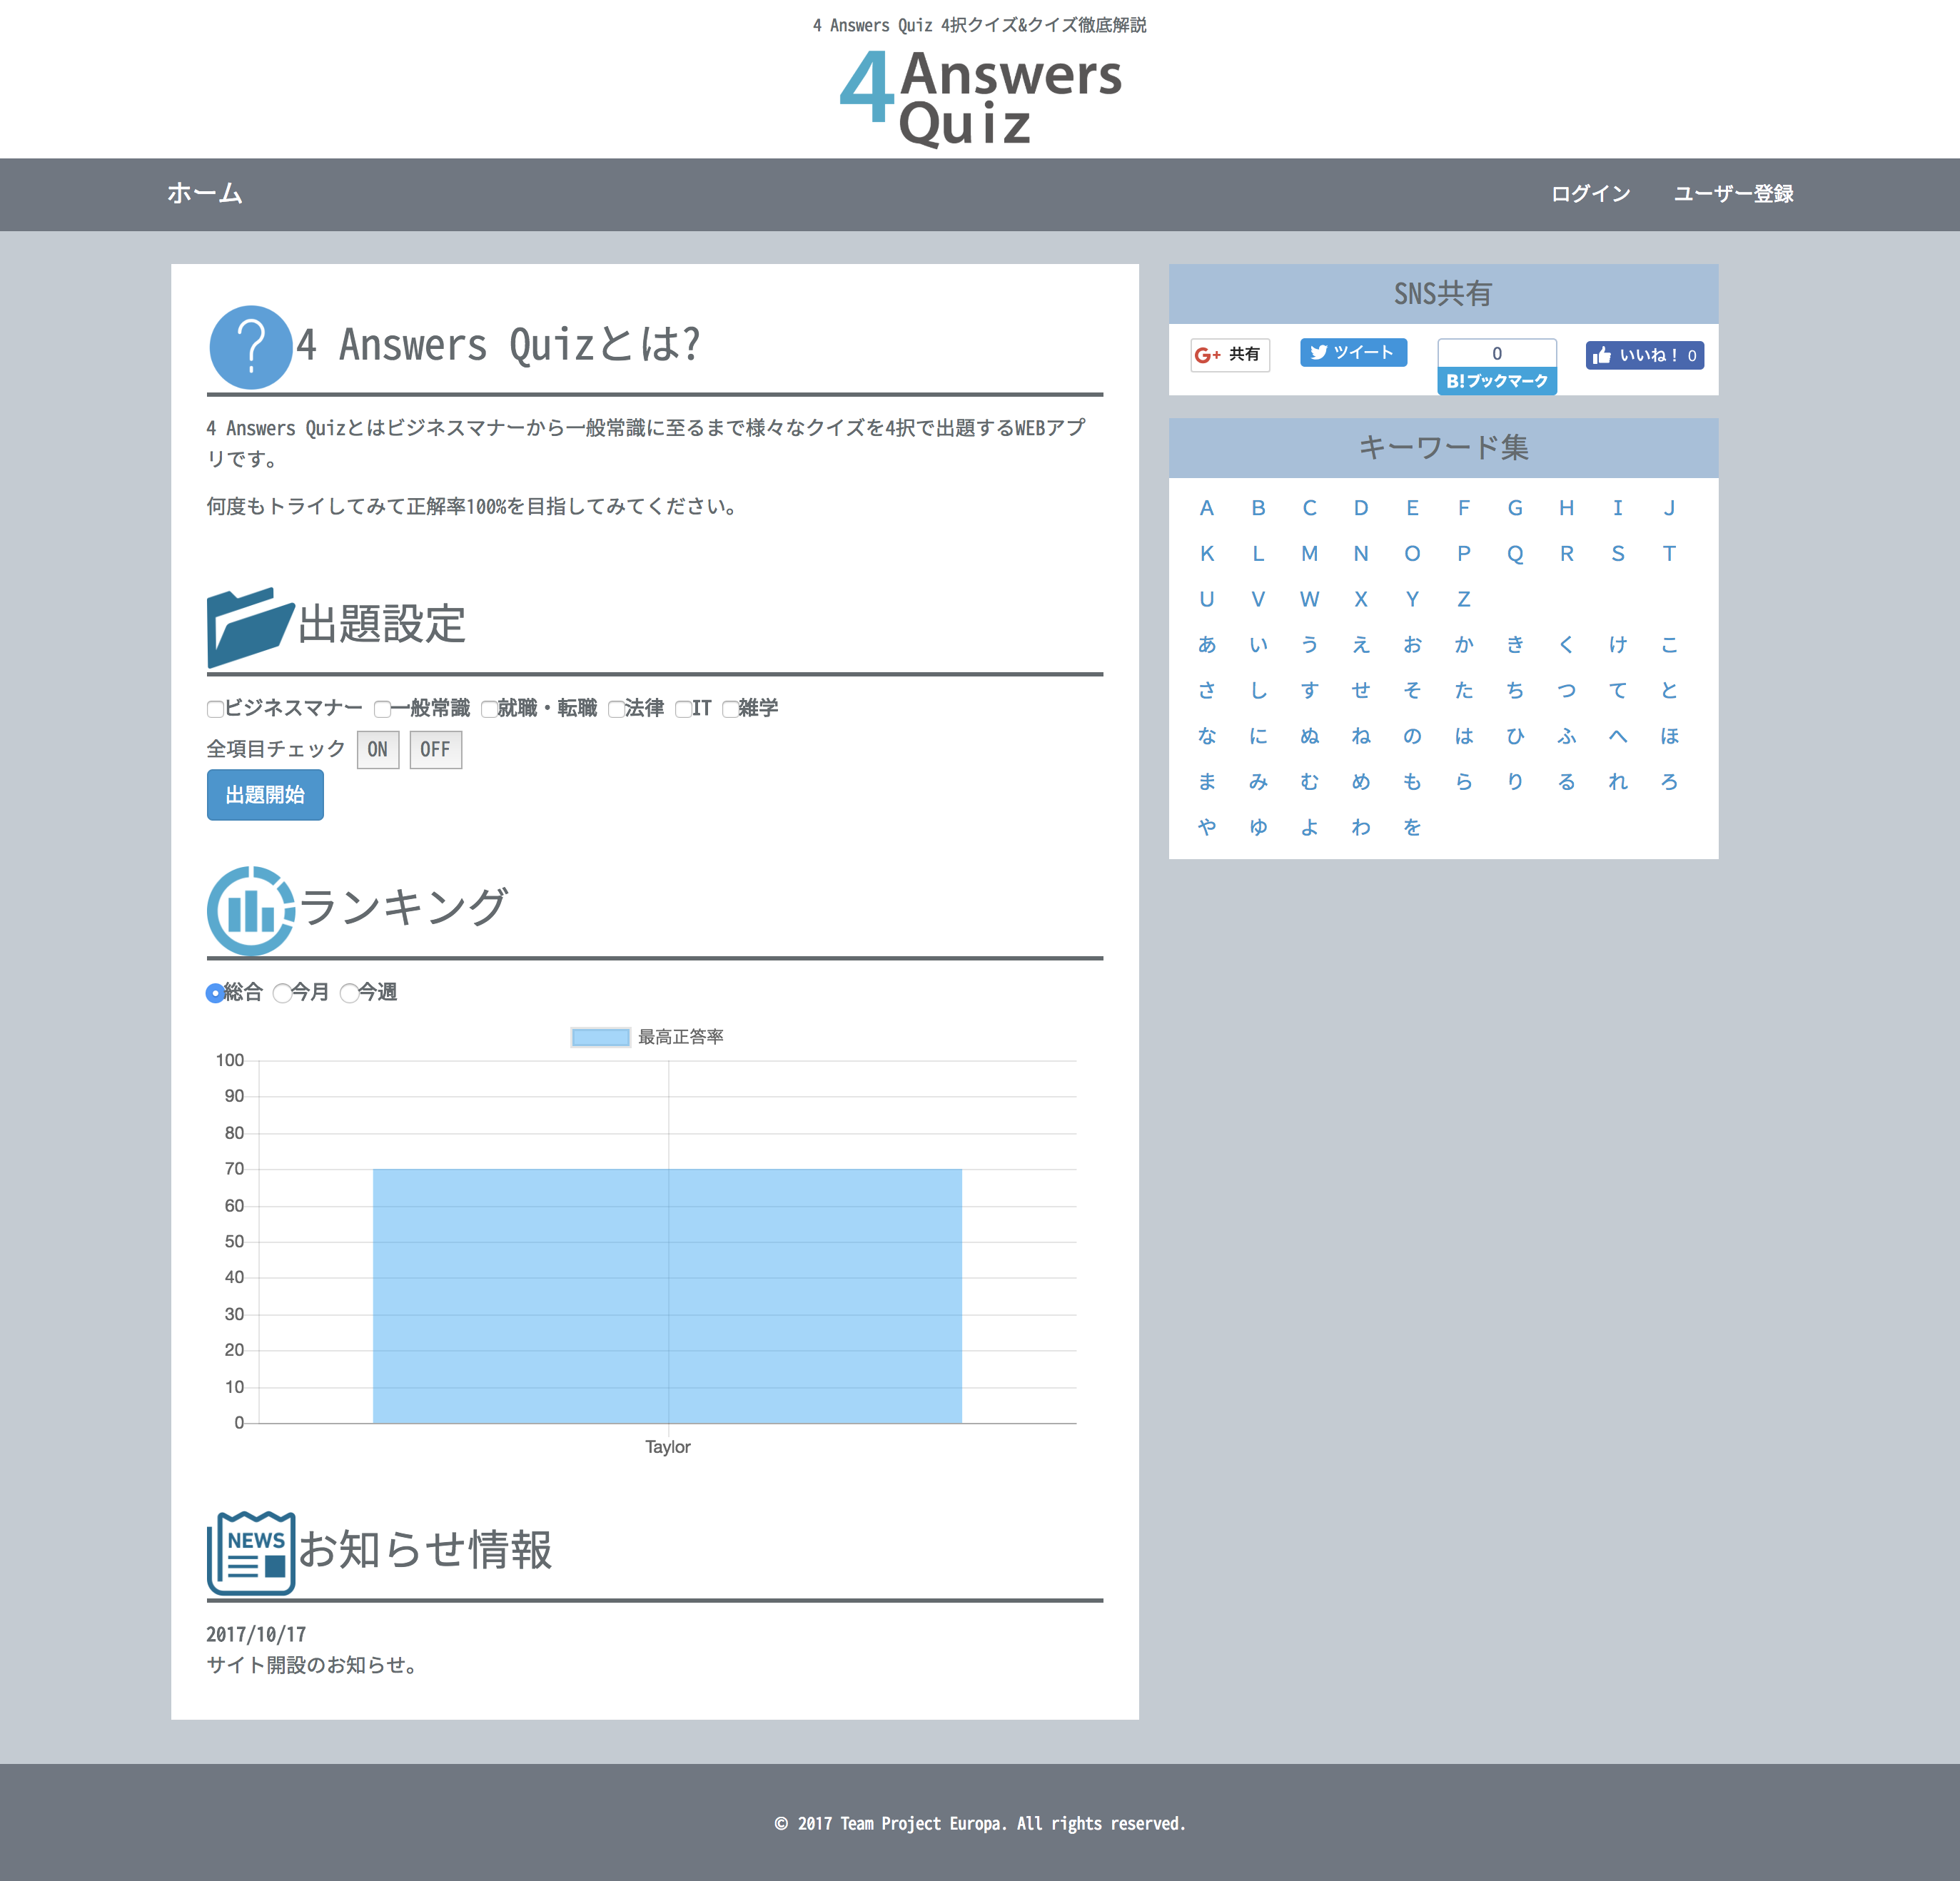 4 Answers Quiz 4択クイズ&クイズ徹底解説
4 Answers
Quiz
ホーム
ログイン ユーザー登録
4 Answers Quizとは?
4 Answers Quizとはビジネスマナーから一般常識に至るまで様々なクイズを4択で出題するWEBアプ
リです。
何度もトライしてみて正解率100%を目指してみてください。
出題設定
ビジネスマナー 一般常識 就職・転職 法律 IT 雑学
全項目チェック ON OFF
出題開始
ランキング
総合 今月 今週
最高正答率
100
90
80
70
60
50
40
30
20
10
0
Taylor
NEWS
お知らせ情報
2017/10/17
サイト開設のお知らせ。
SNS共有
G+ 共有
ツイート
0
B!ブックマーク
いいね! 0
キーワード集
A B C D E F G H I J
K L M N O P Q R S T
U V W X Y Z
あ い う え お か き く け こ
さ し す せ そ た ち つ て と
な に ぬ ね の は ひ ふ へ ほ
ま み む め も ら り る れ ろ
や ゆ よ わ を
© 2017 Team Project Europa. All rights reserved.